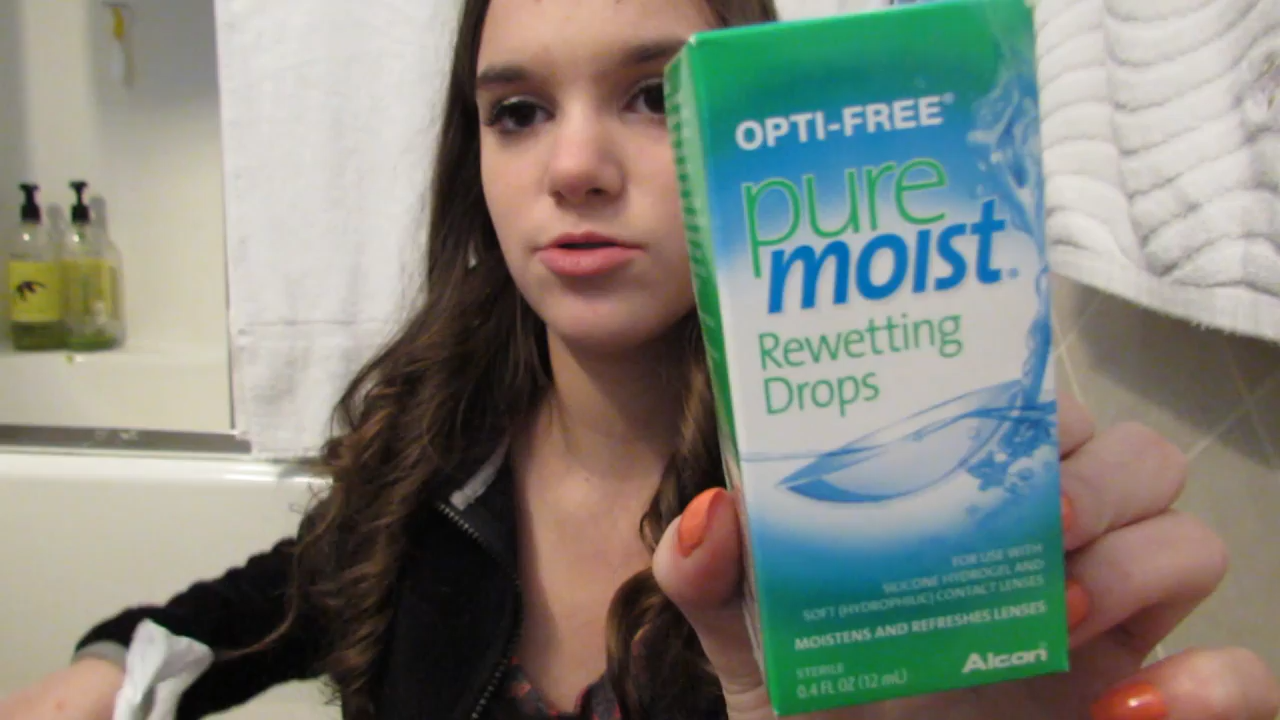 OPTI-FREE®
pure
moist®
Rewetting
Drops
FOR USE WITH
SILICONE HYDROGEL AND
SOFT (HYDROPHILIC) CONTACT LENSES
MOISTENS AND REFRESHES LENSES
STERILE
0.4 FL OZ (12 mL)
Alcon